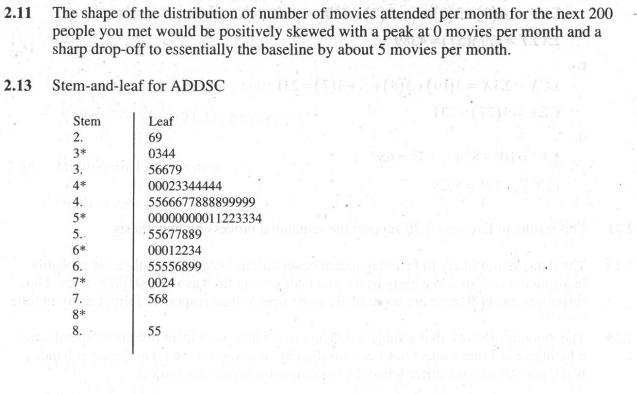 2.11 The shape of the distribution of number of movies attended per month for the next 200
people you met would be positively skewed with a peak at 0 movies per month and a
sharp drop-off to essentially the baseline by about 5 movies per month.
2.13 Stem-and-leaf for ADDSC
Stem Leaf
2. 69
3* 0344
3. 56679
4* 00023344444
4. 5566677888899999
5* 00000000011223334
5. 55677889
6* 00012234
6. 55556899
7* 0024
7. 568
8*
8. 55